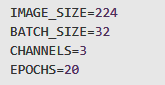 IMAGE_SIZE=224
BATCH_SIZE=32
CHANNELS=3
EPOCHS=20